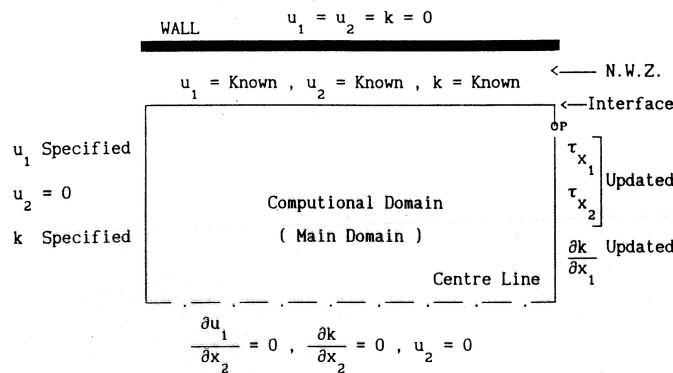 WALL
u₁ = u₂ = k = 0
<— N.W.Z.
u₁ = Known , u₂ = Known , k = Known
<—Interface
OP
u₁ Specified
τx₁
u₂ = 0
Updated
τx₂
Computional Domain
k Specified
( Main Domain )
∂k/∂x₁ Updated
Centre Line
∂u₁/∂x₂ = 0 , ∂k/∂x₂ = 0 , u₂ = 0